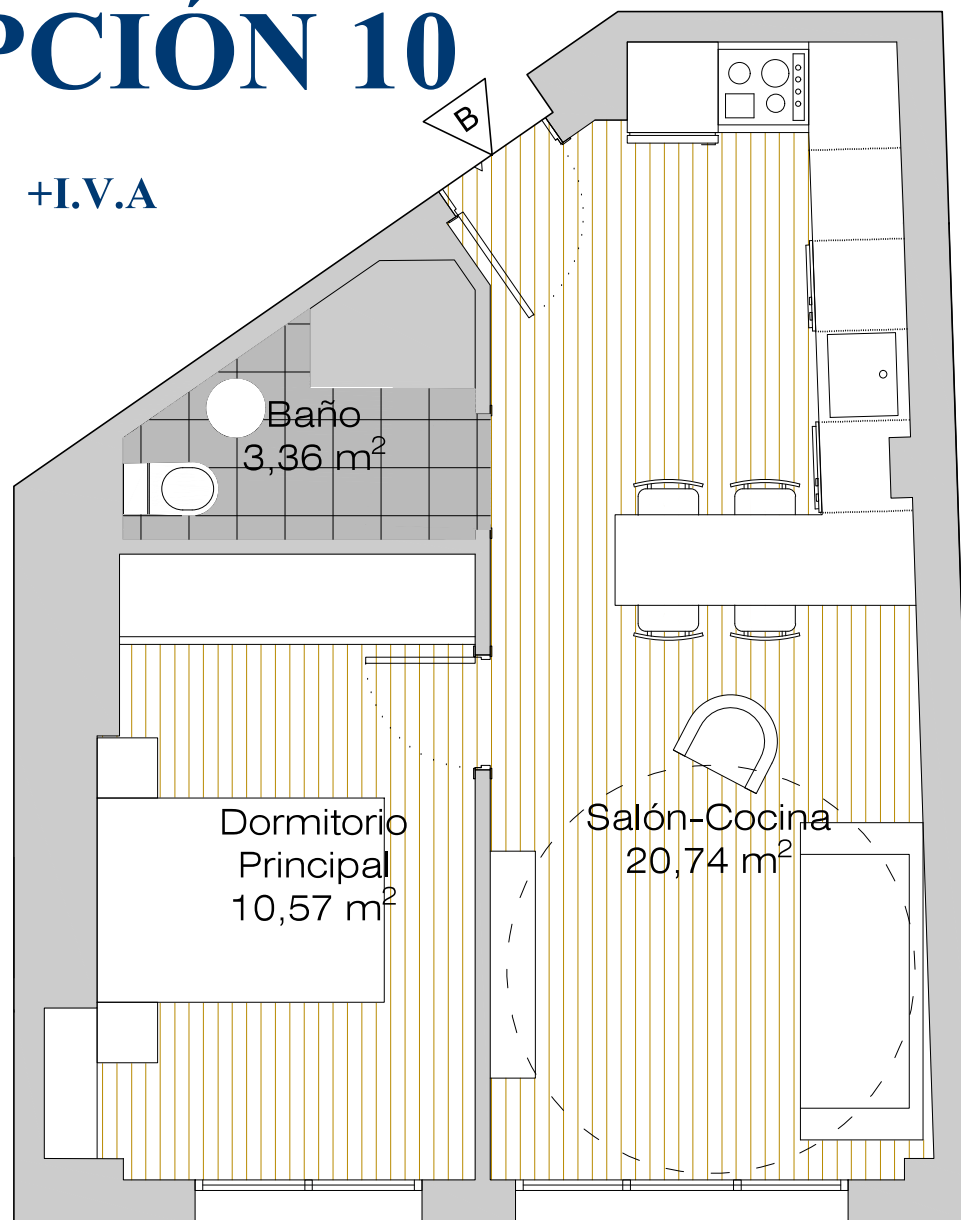 PCIÓN 10
+I.V.A
B
Baño
3,36 m²
Dormitorio
Principal
10,57 m²
Salón-Cocina
20,74 m²